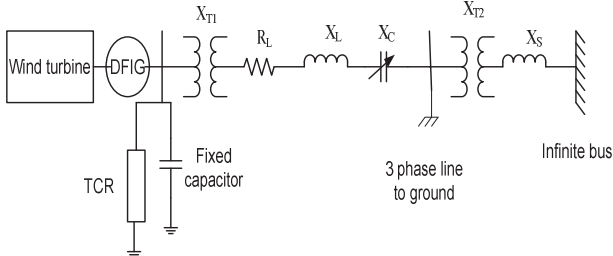 X_T1
R_L
X_L
X_C
X_T2
X_S
Wind turbine
DFIG
Fixed
capacitor
TCR
3 phase line
to ground
Infinite bus